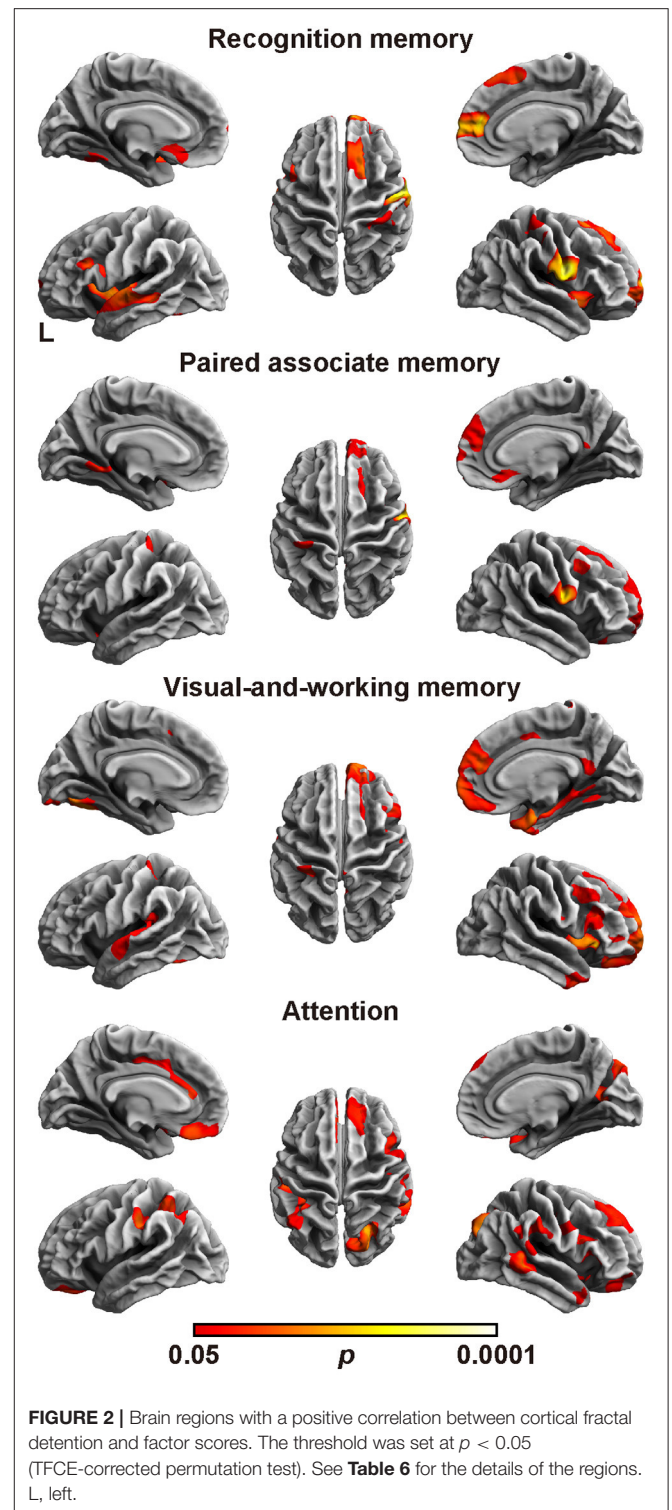 Recognition memory
L
Paired associate memory
Visual-and-working memory
Attention
0.05 p 0.0001
FIGURE 2 | Brain regions with a positive correlation between cortical fractal
detention and factor scores. The threshold was set at p < 0.05
(TFCE-corrected permutation test). See Table 6 for the details of the regions.
L, left.